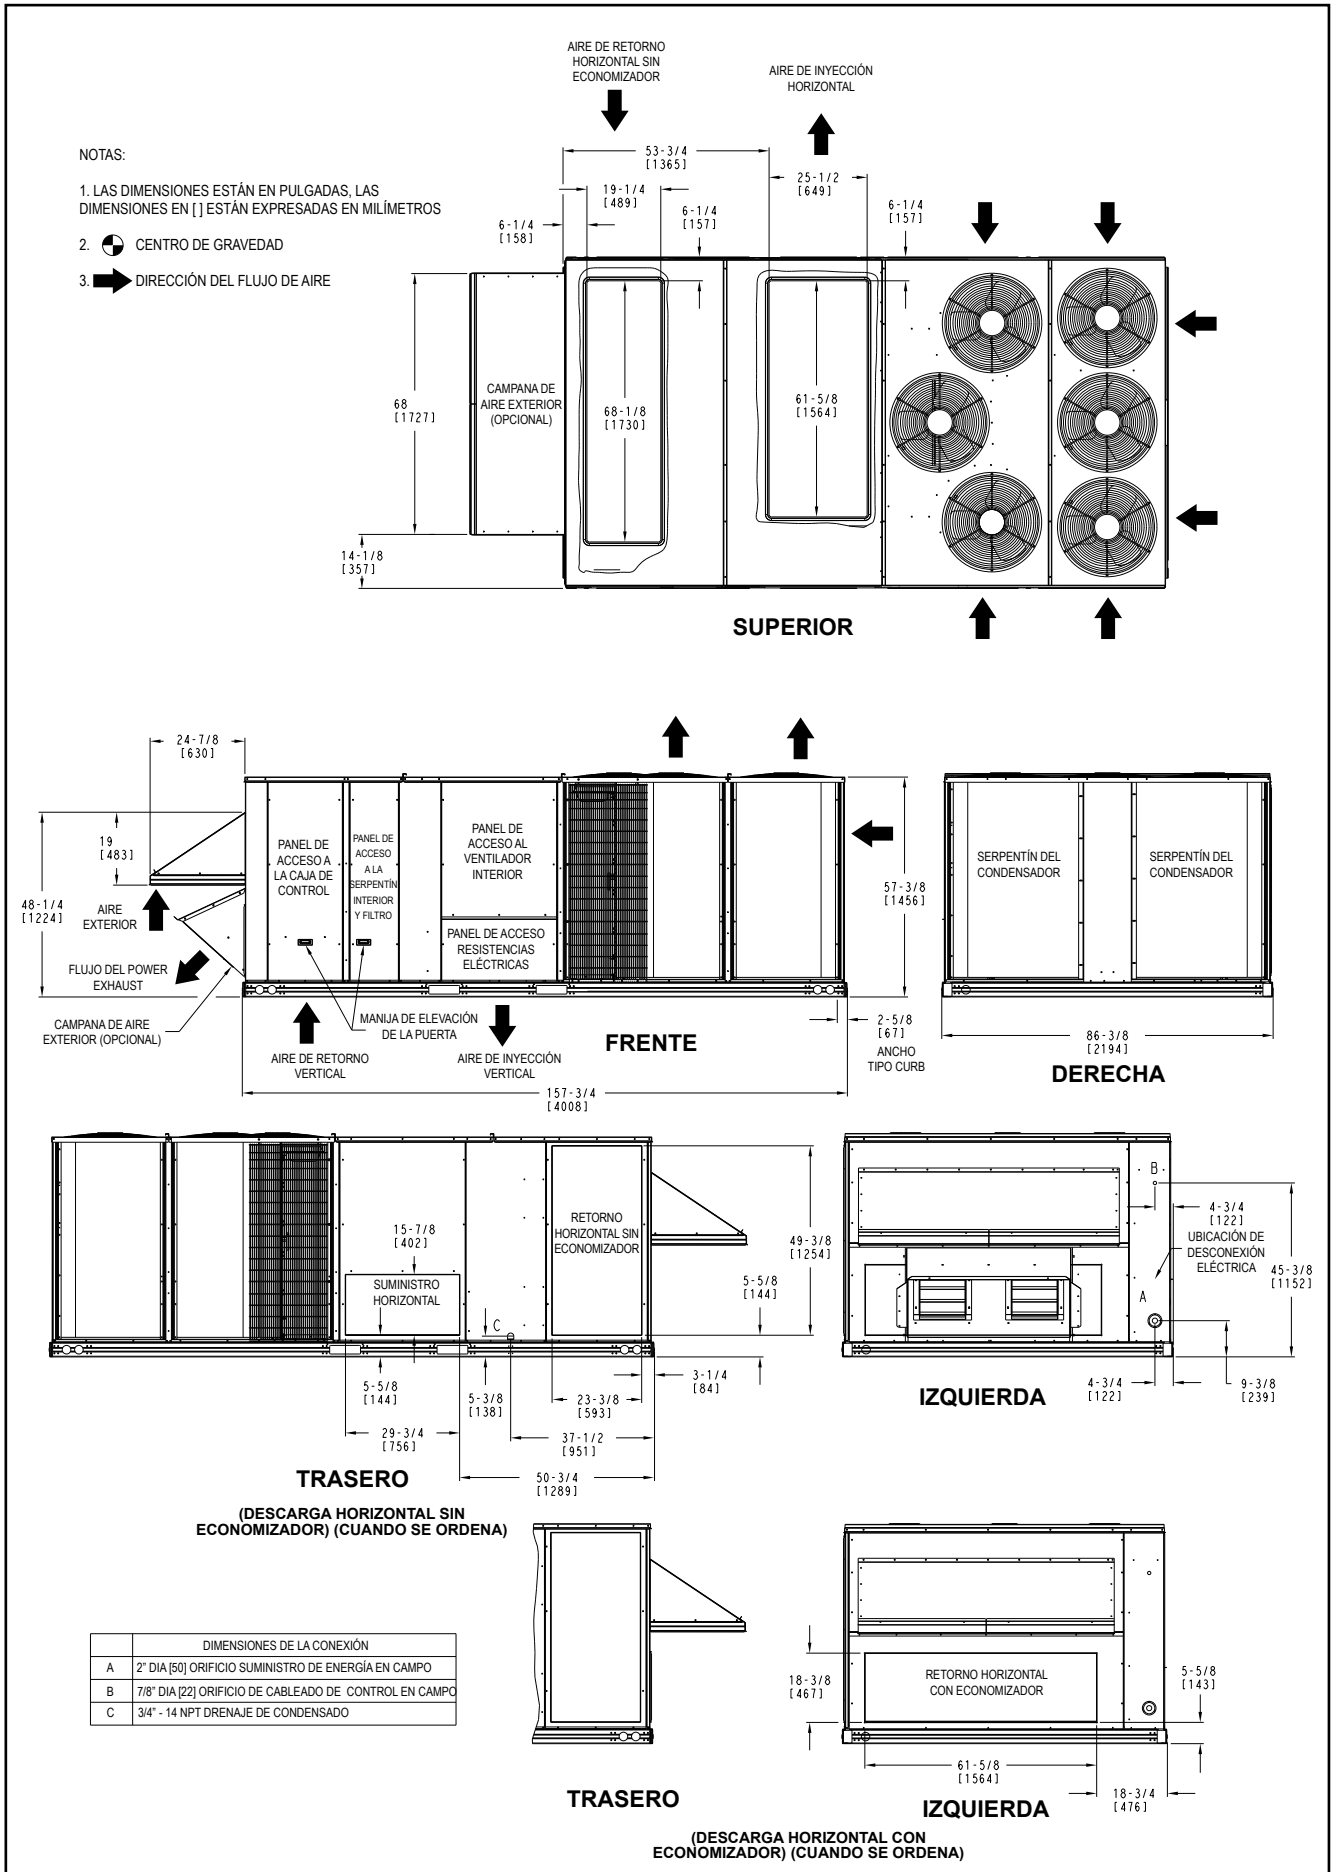 AIRE DE RETORNO
HORIZONTAL SIN
ECONOMIZADOR
AIRE DE INYECCIÓN
HORIZONTAL
NOTAS:
1. LAS DIMENSIONES ESTÁN EN PULGADAS, LAS
DIMENSIONES EN [ ] ESTÁN EXPRESADAS EN MILÍMETROS
2. CENTRO DE GRAVEDAD
3. DIRECCIÓN DEL FLUJO DE AIRE
53-3/4
[1365]
25-1/2
[649]
19-1/4
[489]
6-1/4
[158]
6-1/4
[157]
6-1/4
[157]
68
[1727]
CAMPANA DE
AIRE EXTERIOR
(OPCIONAL)
68-1/8
[1730]
61-5/8
[1564]
14-1/8
[357]
SUPERIOR
24-7/8
[630]
19
[483]
48-1/4
[1224]
AIRE
EXTERIOR
FLUJO DEL POWER
EXHAUST
CAMPANA DE AIRE
EXTERIOR (OPCIONAL)
PANEL DE
ACCESO A
LA CAJA DE
CONTROL
PANEL DE
ACCESO
A LA
SERPENTÍN
INTERIOR
Y FILTRO
PANEL DE
ACCESO AL
VENTILADOR
INTERIOR
PANEL DE ACCESO
RESISTENCIAS
ELÉCTRICAS
MANIJA DE ELEVACIÓN
DE LA PUERTA
AIRE DE RETORNO
VERTICAL
AIRE DE INYECCIÓN
VERTICAL
FRENTE
57-3/8
[1456]
2-5/8
[67]
ANCHO
TIPO CURB
157-3/4
[4008]
SERPENTÍN DEL
CONDENSADOR
SERPENTÍN DEL
CONDENSADOR
86-3/8
[2194]
DERECHA
15-7/8
[402]
SUMINISTRO
HORIZONTAL
C
RETORNO
HORIZONTAL SIN
ECONOMIZADOR
49-3/8
[1254]
5-5/8
[144]
3-1/4
[84]
5-5/8
[144]
5-3/8
[138]
23-3/8
[593]
29-3/4
[756]
37-1/2
[951]
50-3/4
[1289]
TRASERO
(DESCARGA HORIZONTAL SIN
ECONOMIZADOR) (CUANDO SE ORDENA)
B
4-3/4
[122]
UBICACIÓN DE
DESCONEXIÓN
ELÉCTRICA
45-3/8
[1152]
A
4-3/4
[122]
9-3/8
[239]
IZQUIERDA
DIMENSIONES DE LA CONEXIÓN
A 2" DIA [50] ORIFICIO SUMINISTRO DE ENERGÍA EN CAMPO
B 7/8" DIA [22] ORIFICIO DE CABLEADO DE CONTROL EN CAMPO
C 3/4" - 14 NPT DRENAJE DE CONDENSADO
TRASERO
18-3/8
[467]
RETORNO HORIZONTAL
CON ECONOMIZADOR
5-5/8
[143]
61-5/8
[1564]
18-3/4
[476]
IZQUIERDA
(DESCARGA HORIZONTAL CON
ECONOMIZADOR) (CUANDO SE ORDENA)